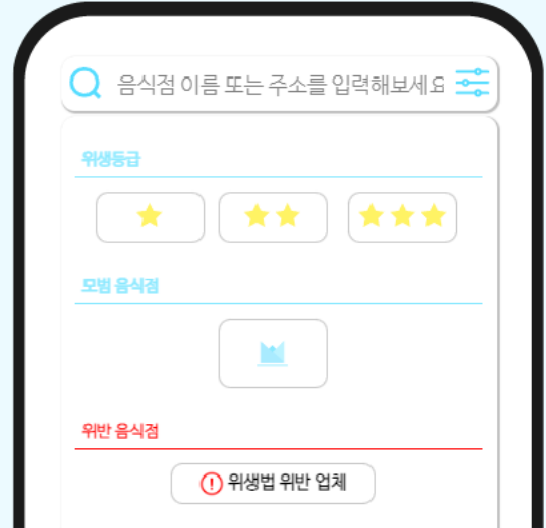 음식점 이름 또는 주소를 입력해보세요
위생등급
모범 음식점
위반 음식점
위생법 위반 업체